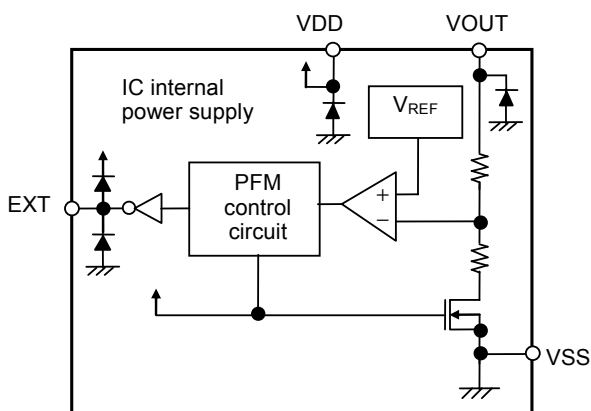 VDD
VOUT
IC internal
power supply
VREF
EXT
PFM
control
circuit
+
−
VSS